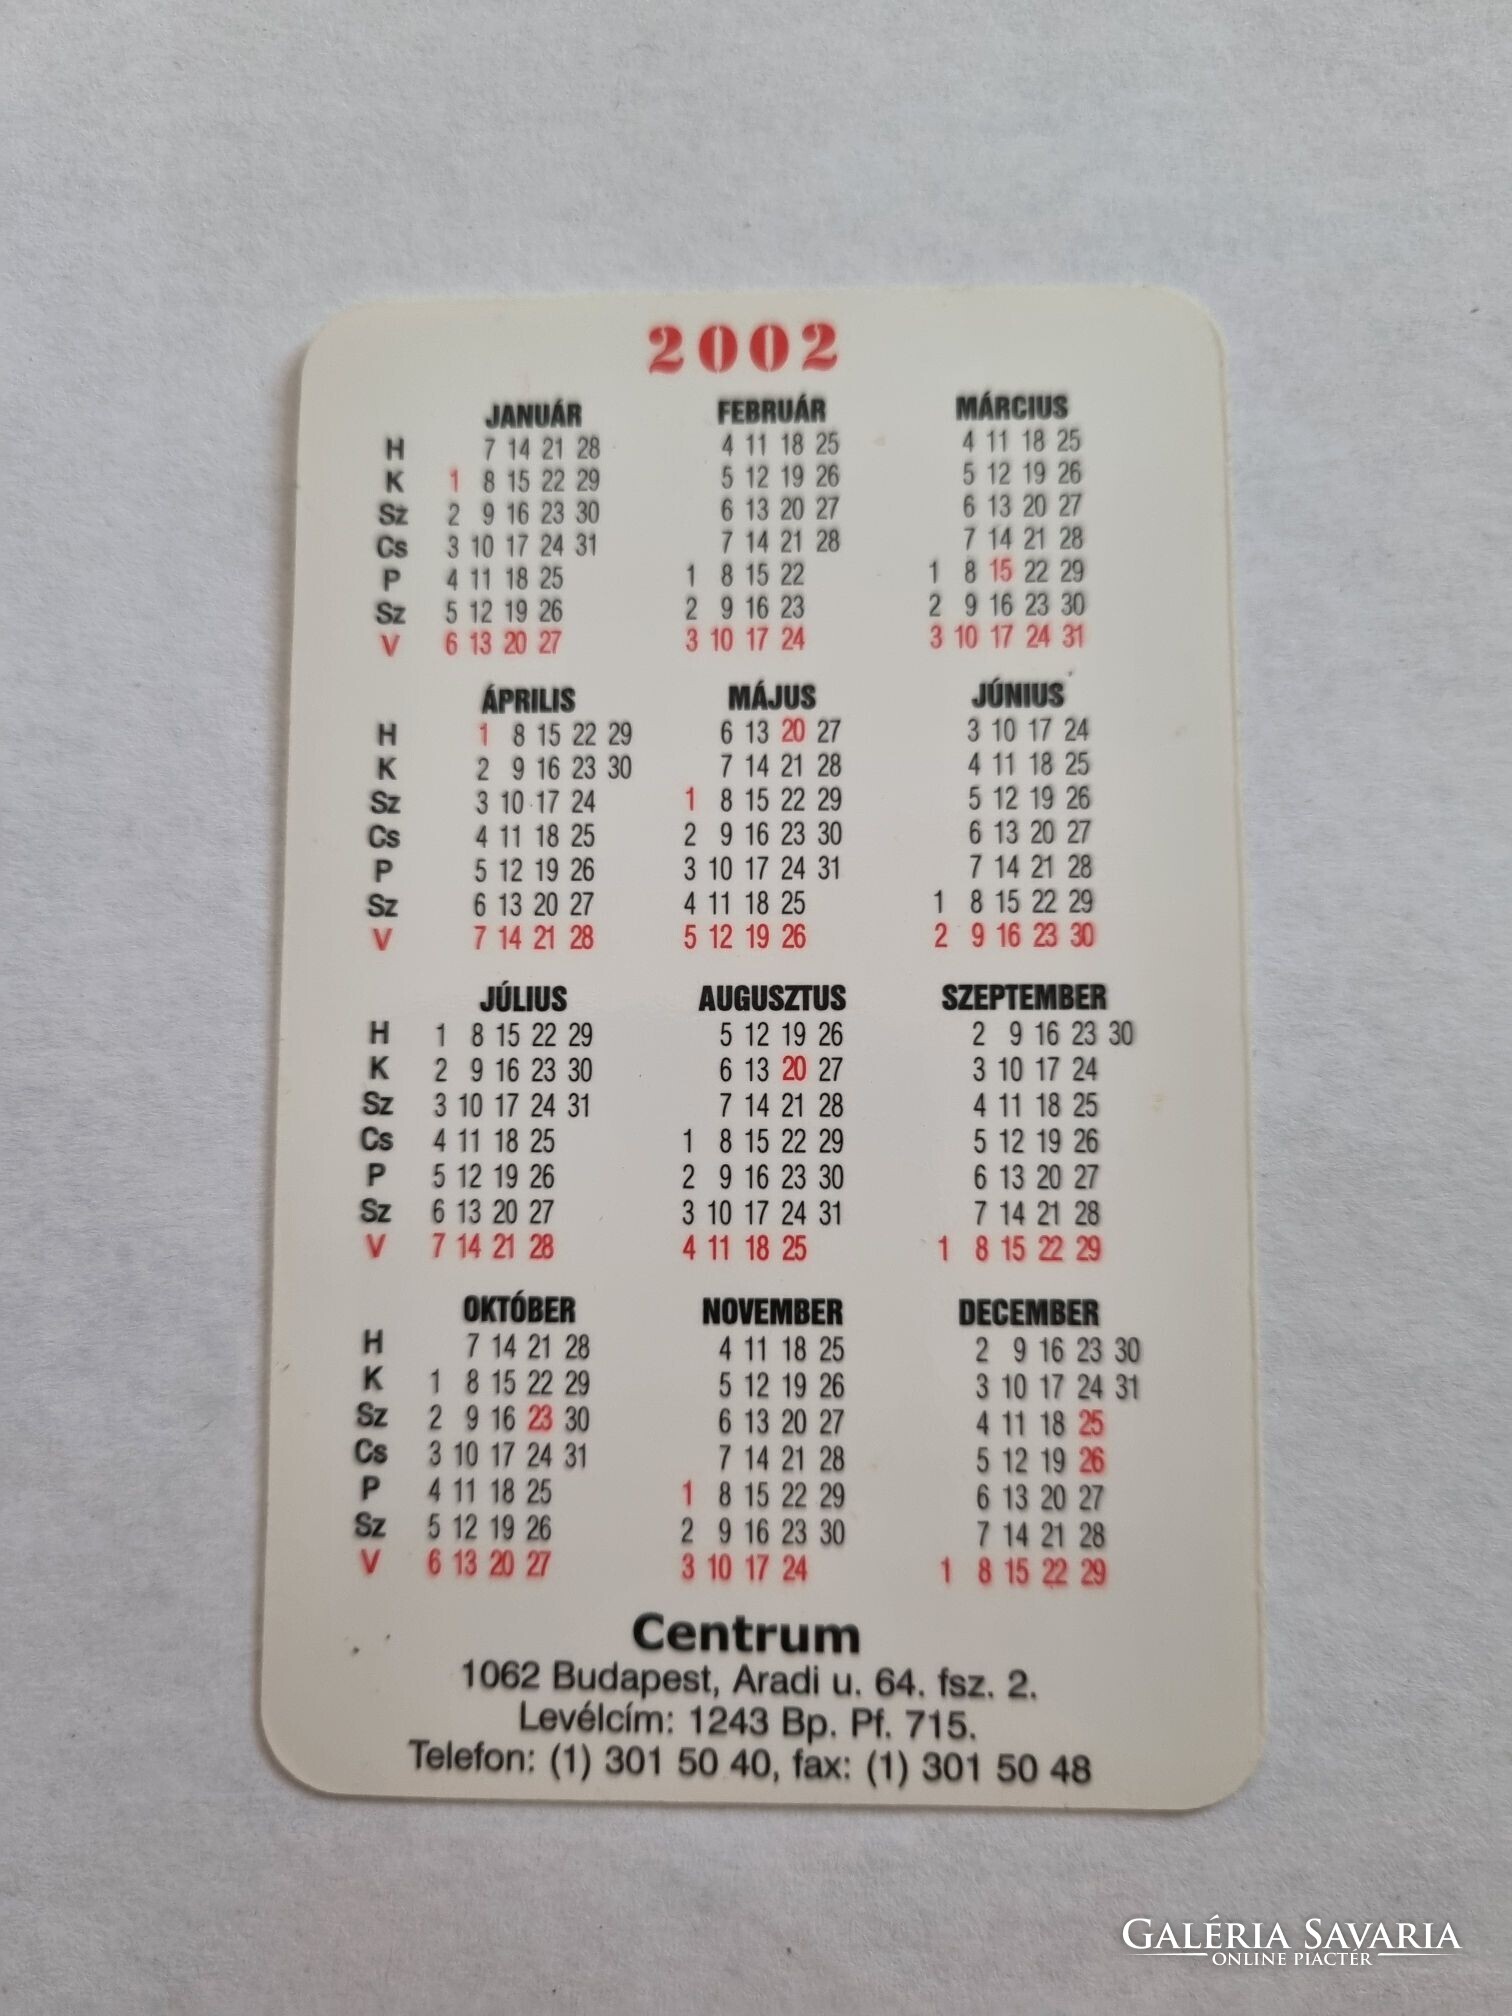 2002
JANUÁR FEBRUÁR MÁRCIUS
H 7 14 21 28 4 11 18 25 4 11 18 25
K 1 8 15 22 29 5 12 19 26 5 12 19 26
Sz 2 9 16 23 30 6 13 20 27 6 13 20 27
Cs 3 10 17 24 31 7 14 21 28 7 14 21 28
P 4 11 18 25 1 8 15 22 1 8 15 22 29
Sz 5 12 19 26 2 9 16 23 2 9 16 23 30
V 6 13 20 27 3 10 17 24 3 10 17 24 31
ÁPRILIS MÁJUS JÚNIUS
H 1 8 15 22 29 6 13 20 27 3 10 17 24
K 2 9 16 23 30 7 14 21 28 4 11 18 25
Sz 3 10 17 24 1 8 15 22 29 5 12 19 26
Cs 4 11 18 25 2 9 16 23 30 6 13 20 27
P 5 12 19 26 3 10 17 24 31 7 14 21 28
Sz 6 13 20 27 4 11 18 25 1 8 15 22 29
V 7 14 21 28 5 12 19 26 2 9 16 23 30
JÚLIUS AUGUSZTUS SZEPTEMBER
H 1 8 15 22 29 5 12 19 26 2 9 16 23 30
K 2 9 16 23 30 6 13 20 27 3 10 17 24
Sz 3 10 17 24 31 7 14 21 28 4 11 18 25
Cs 4 11 18 25 1 8 15 22 29 5 12 19 26
P 5 12 19 26 2 9 16 23 30 6 13 20 27
Sz 6 13 20 27 3 10 17 24 31 7 14 21 28
V 7 14 21 28 4 11 18 25 1 8 15 22 29
OKTÓBER NOVEMBER DECEMBER
H 7 14 21 28 4 11 18 25 2 9 16 23 30
K 1 8 15 22 29 5 12 19 26 3 10 17 24 31
Sz 2 9 16 23 30 6 13 20 27 4 11 18 25
Cs 3 10 17 24 31 7 14 21 28 5 12 19 26
P 4 11 18 25 1 8 15 22 29 6 13 20 27
Sz 5 12 19 26 2 9 16 23 30 7 14 21 28
V 6 13 20 27 3 10 17 24 1 8 15 22 29
Centrum
1062 Budapest, Aradi u. 64. fsz. 2.
Levélcím: 1243 Bp. Pf. 715.
Telefon: (1) 301 50 40, fax: (1) 301 50 48
GALÉRIA SAVARIA
ONLINE PIACTÉR